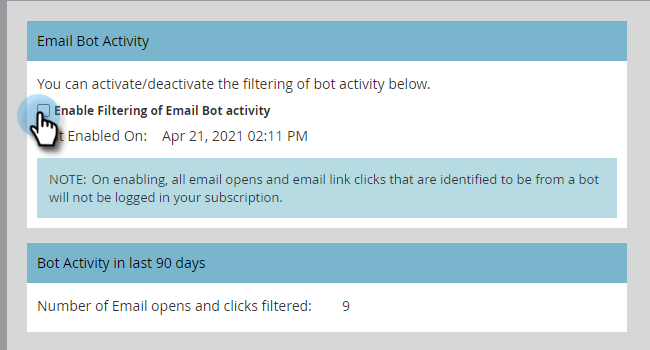 Email Bot Activity
You can activate/deactivate the filtering of bot activity below.
Enable Filtering of Email Bot activity
Enabled On: Apr 21, 2021 02:11 PM
NOTE: On enabling, all email opens and email link clicks that are identified to be from a bot
will not be logged in your subscription.
Bot Activity in last 90 days
Number of Email opens and clicks filtered: 9